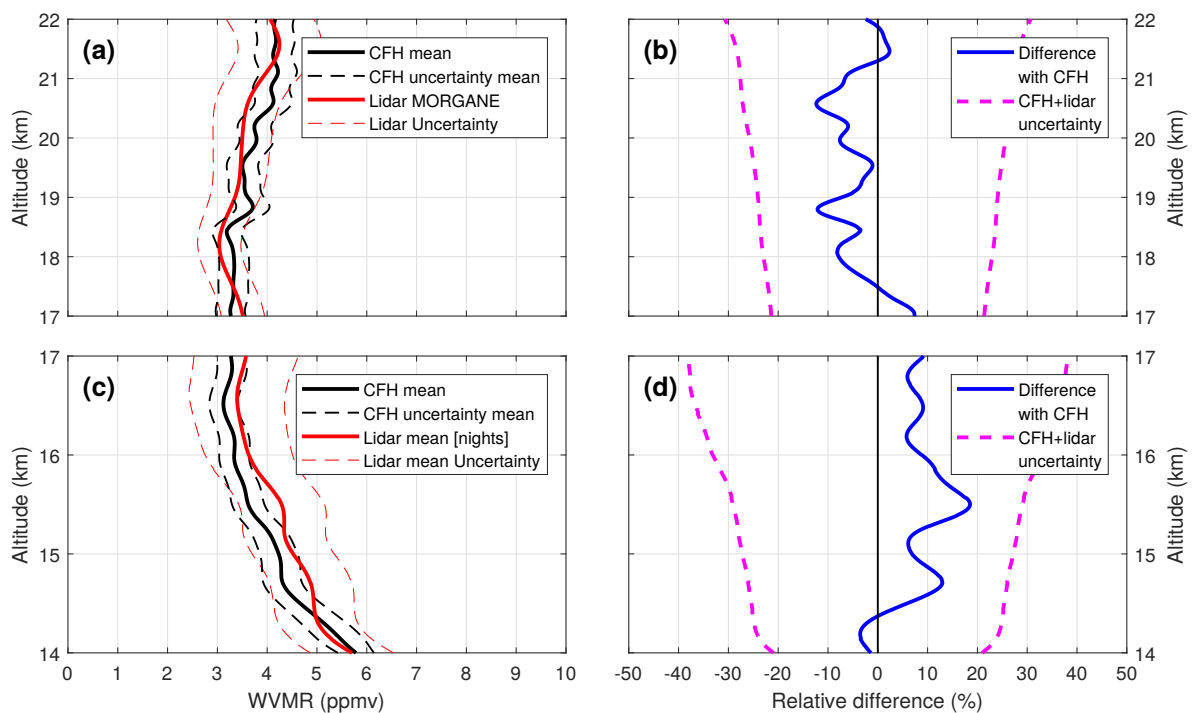 (a)
22
21
20
19
18
17
Altitude (km)
CFH mean
CFH uncertainty mean
Lidar MORGANE
Lidar Uncertainty
(b)
Difference
with CFH
CFH+lidar
uncertainty
22
21
20
19
18
17
Altitude (km)
(c)
17
16
15
14
Altitude (km)
CFH mean
CFH uncertainty mean
Lidar mean [nights]
Lidar mean Uncertainty
0 1 2 3 4 5 6 7 8 9 10
WVMR (ppmv)
(d)
Difference
with CFH
CFH+lidar
uncertainty
17
16
15
14
Altitude (km)
-50 -40 -30 -20 -10 0 10 20 30 40 50
Relative difference (%)